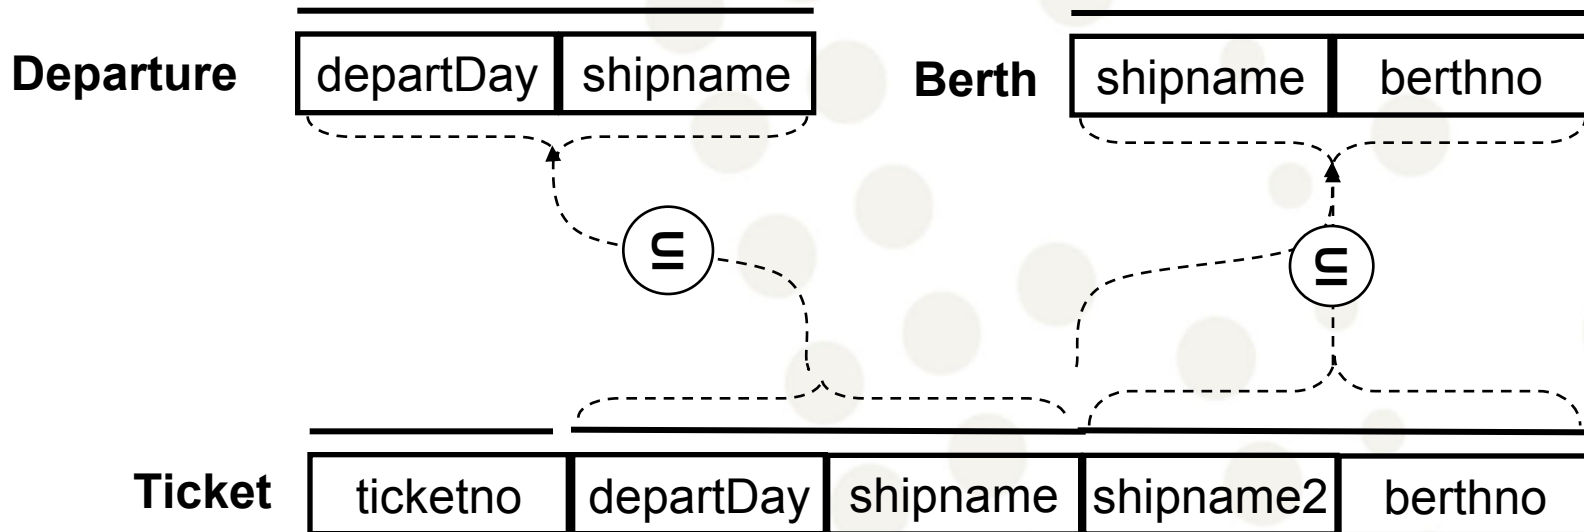 Departure departDay shipname Berth shipname berthno
⊆ ⊆
Ticket ticketno departDay shipname shipname2 berthno